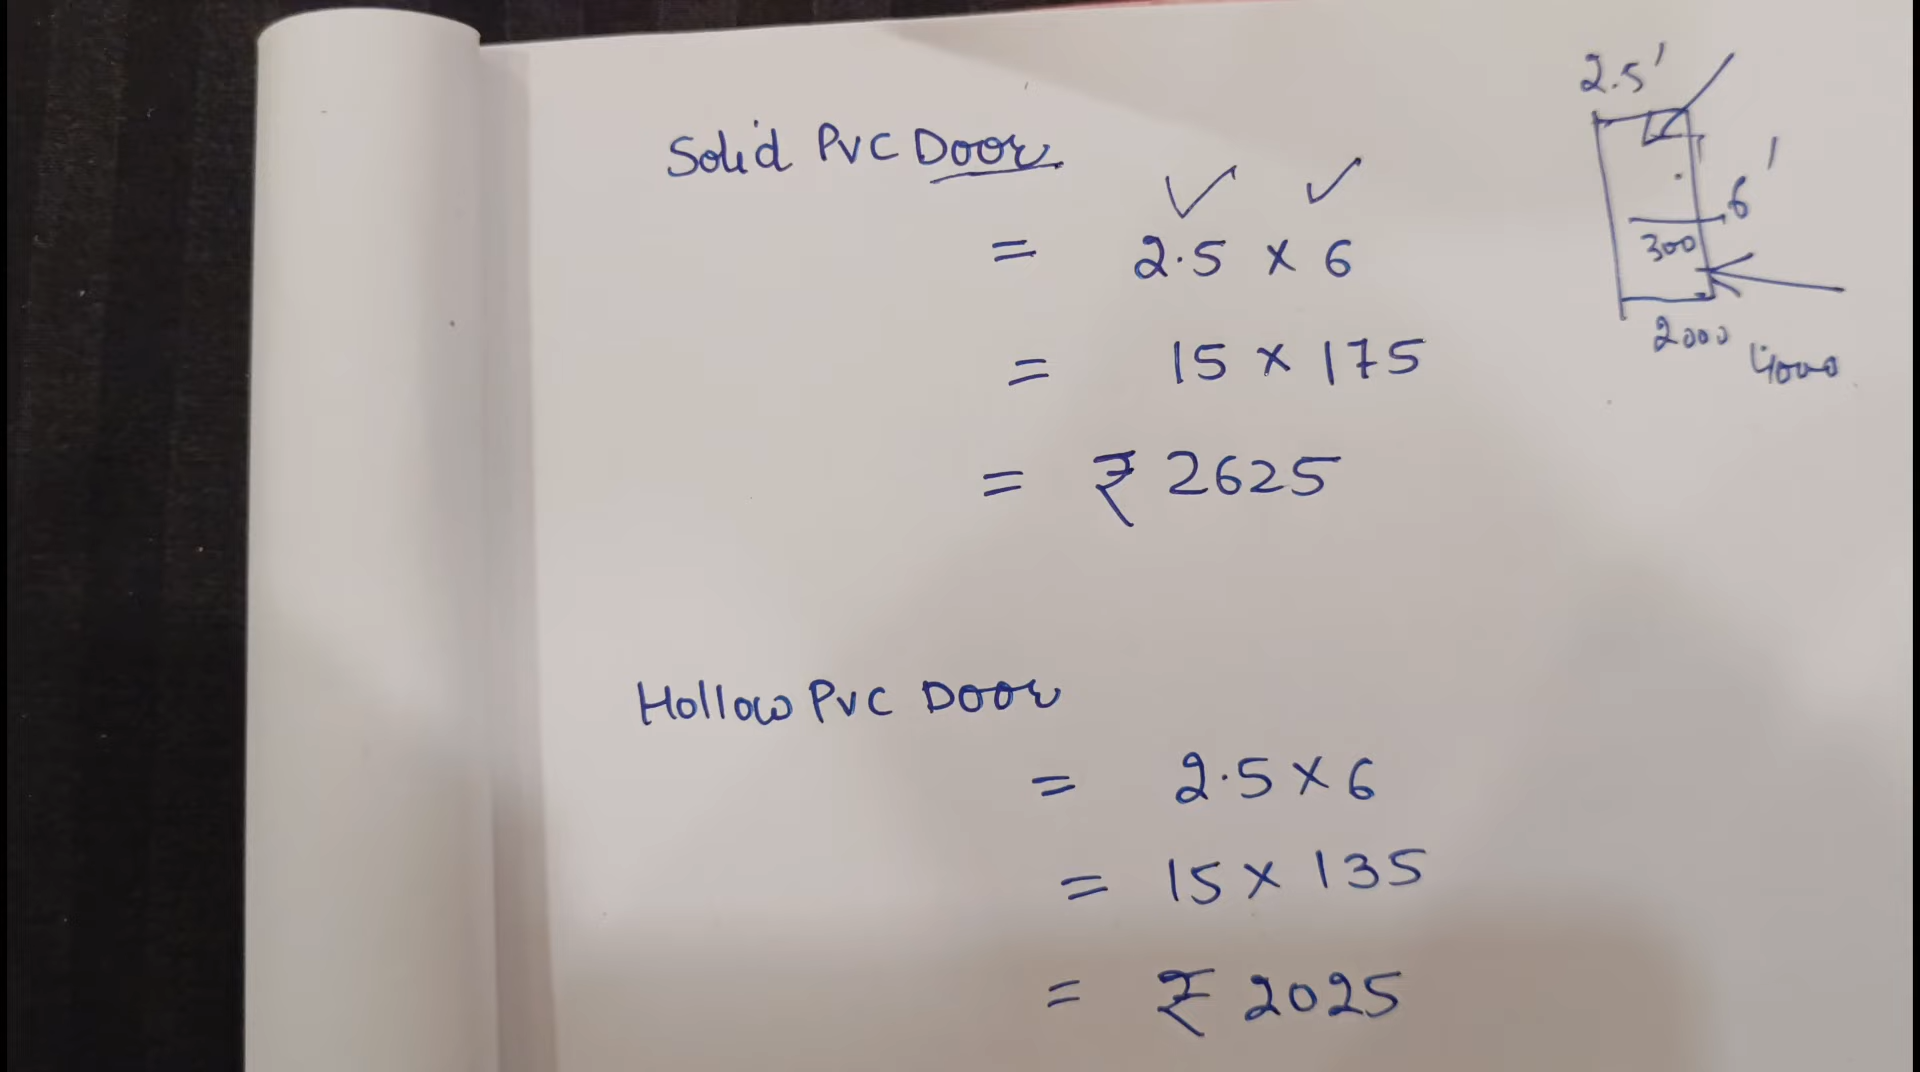 Solid PVC Door
= 2.5 x 6
= 15 x 175
= ₹ 2625
Hollow PVC Door
= 2.5 x 6
= 15 x 135
= ₹ 2025
2.5'
6'
300
2000
4000